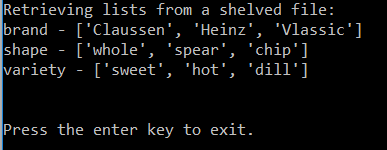 Retrieving lists from a shelved file:
brand - ['Claussen', 'Heinz', 'Vlassic']
shape - ['whole', 'spear', 'chip']
variety - ['sweet', 'hot', 'dill']
Press the enter key to exit.